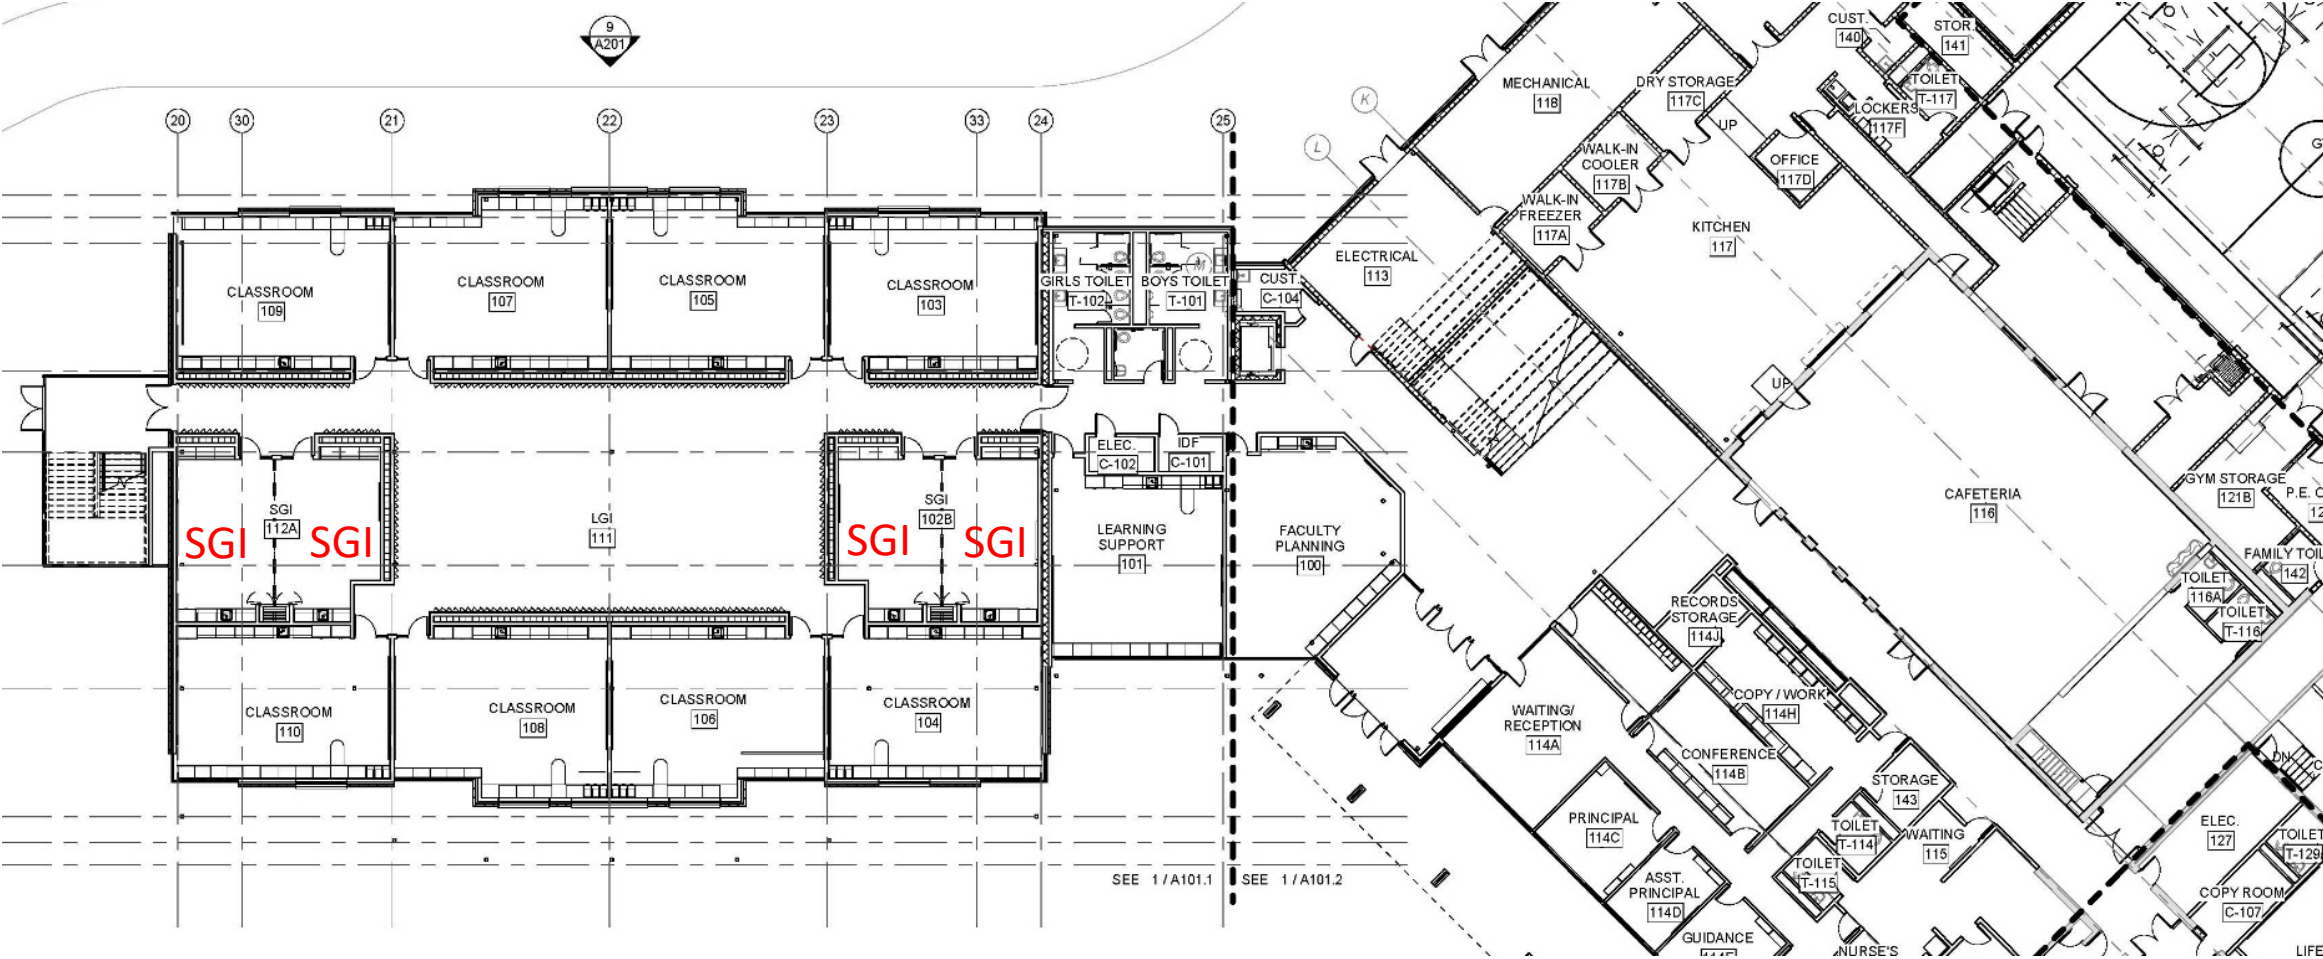 9
A201
20
30
21
22
23
33
24
25
K
L
M
CLASSROOM
109
CLASSROOM
107
CLASSROOM
105
CLASSROOM
103
GIRLS TOILET
T-102
BOYS TOILET
T-101
CUST.
C-104
ELECTRICAL
113
MECHANICAL
118
DRY STORAGE
117C
UP
WALK-IN
COOLER
117B
WALK-IN
FREEZER
117A
OFFICE
117D
KITCHEN
117
CUST.
140
STOR.
141
TOILET
T-117
LOCKERS
117F
UP
CAFETERIA
116
GYM STORAGE
121B
P.E.
FAMILY
142
TOILET
116A
TOILET
T-116
ELEC.
C-102
IDF
C-101
SGI
112A
SGI
SGI
LGI
111
SGI
102B
SGI
SGI
LEARNING
SUPPORT
101
FACULTY
PLANNING
100
RECORDS
STORAGE
114J
COPY / WORK
114H
WAITING/
RECEPTION
114A
CONFERENCE
114B
CLASSROOM
110
CLASSROOM
108
CLASSROOM
106
CLASSROOM
104
STORAGE
143
PRINCIPAL
114C
TOILET
T-114
WAITING
115
TOILET
T-115
ASST.
PRINCIPAL
114D
GUIDANCE
NURSE'S
DN
ELEC.
127
TOILET
T-129
COPY ROOM
C-107
LIFE
SEE 1 / A101.1
SEE 1 / A101.2